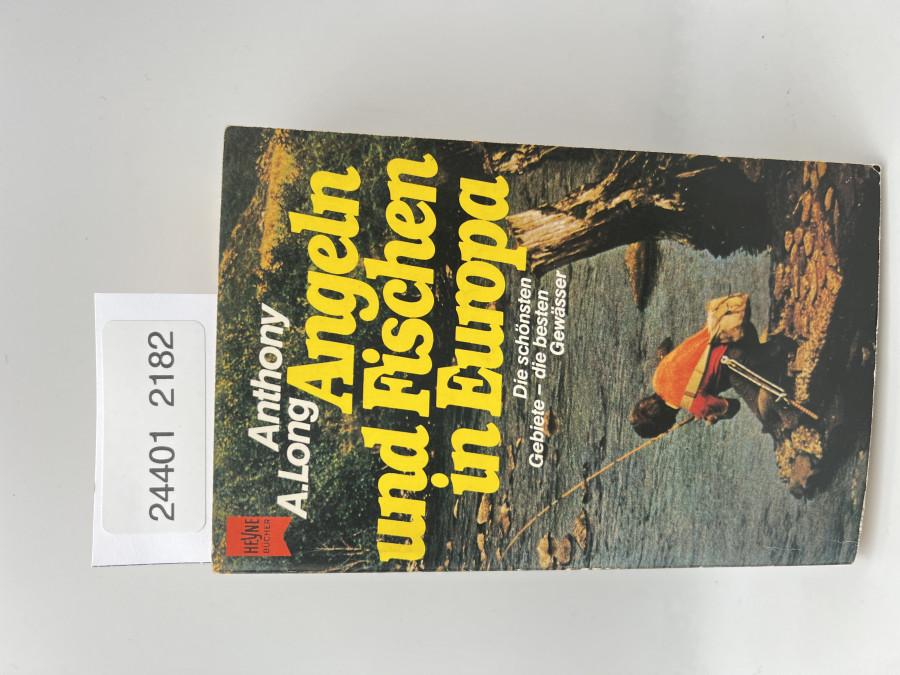 24401 2182
HEYNE
BÜCHER
Anthony
A.Long
Angeln
und Fischen
in Europa
Die schönsten
Gebiete – die besten
Gewässer